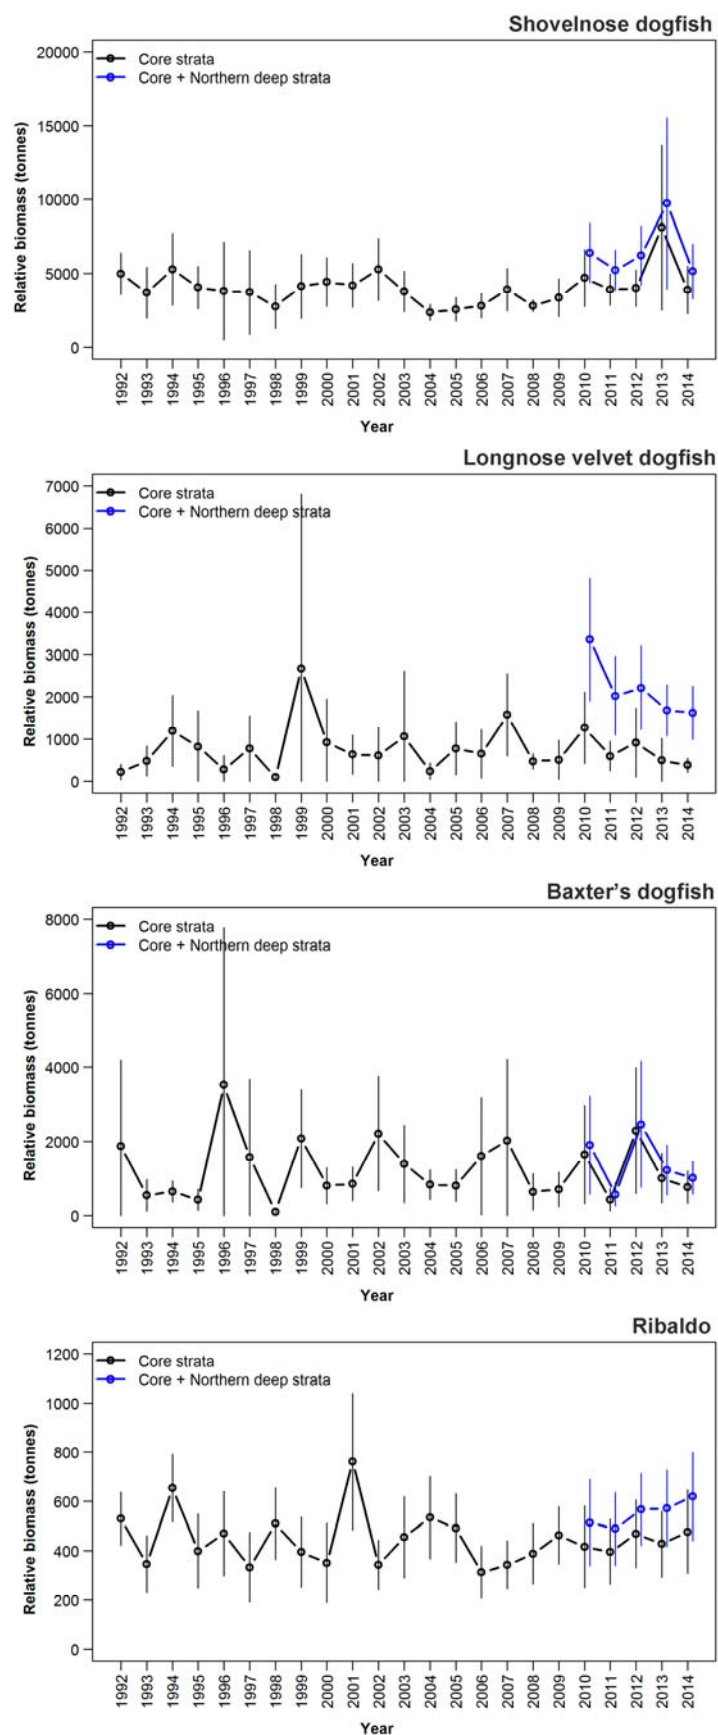 Shovelnose dogfish
Core strata
Core + Northern deep strata
20000
15000
10000
5000
0
Relative biomass (tonnes)
1992 1993 1994 1995 1996 1997 1998 1999 2000 2001 2002 2003 2004 2005 2006 2007 2008 2009 2010 2011 2012 2013 2014
Year
Longnose velvet dogfish
Core strata
Core + Northern deep strata
7000
6000
5000
4000
3000
2000
1000
0
Relative biomass (tonnes)
1992 1993 1994 1995 1996 1997 1998 1999 2000 2001 2002 2003 2004 2005 2006 2007 2008 2009 2010 2011 2012 2013 2014
Year
Baxter's dogfish
Core strata
Core + Northern deep strata
8000
6000
4000
2000
0
Relative biomass (tonnes)
1992 1993 1994 1995 1996 1997 1998 1999 2000 2001 2002 2003 2004 2005 2006 2007 2008 2009 2010 2011 2012 2013 2014
Year
Ribaldo
Core strata
Core + Northern deep strata
1200
1000
800
600
400
200
0
Relative biomass (tonnes)
1992 1993 1994 1995 1996 1997 1998 1999 2000 2001 2002 2003 2004 2005 2006 2007 2008 2009 2010 2011 2012 2013 2014
Year